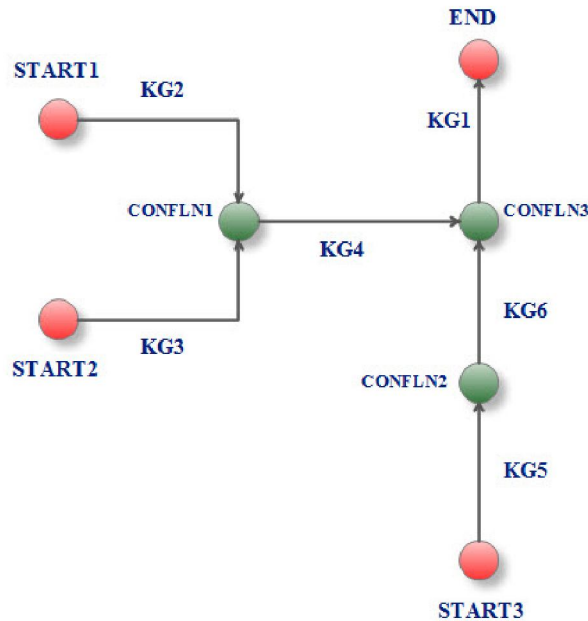 END
START1
KG2
KG1
CONFLN1
CONFLN3
KG4
KG6
KG3
START2
CONFLN2
KG5
START3